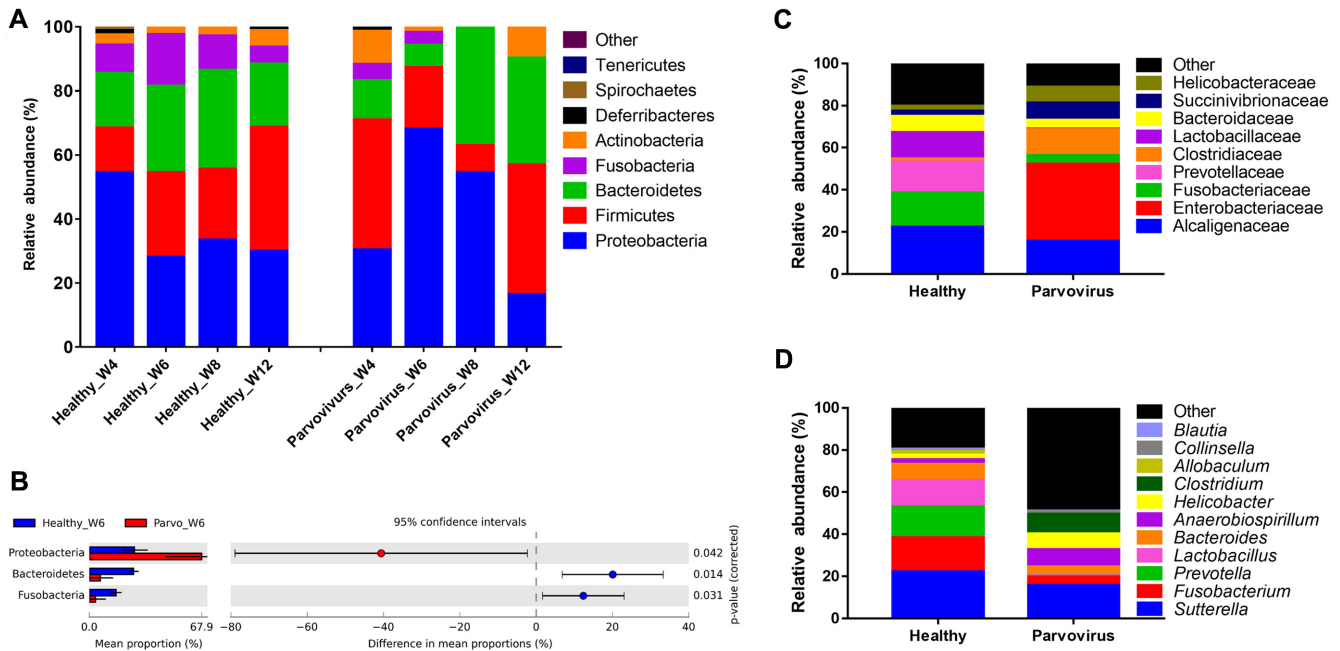 A
Relative abundance (%)
100
80
60
40
20
0
Healthy_W4
Healthy_W6
Healthy_W8
Healthy_W12
Parvovivurs_W4
Parvovirus_W6
Parvovirus_W8
Parvovirus_W12
Other
Tenericutes
Spirochaetes
Deferribacteres
Actinobacteria
Fusobacteria
Bacteroidetes
Firmicutes
Proteobacteria
B
Healthy_W6
Parvo_W6
95% confidence intervals
Proteobacteria
0.042
Bacteroidetes
0.014
Fusobacteria
0.031
p-value (corrected)
0.0
67.9
−80
−60
−40
−20
0
20
40
Mean proportion (%)
Difference in mean proportions (%)
C
Relative abundance (%)
100
80
60
40
20
0
Healthy
Parvovirus
Other
Helicobacteraceae
Succinivibrionaceae
Bacteroidaceae
Lactobacillaceae
Clostridiaceae
Prevotellaceae
Fusobacteriaceae
Enterobacteriaceae
Alcaligenaceae
D
Relative abundance (%)
100
80
60
40
20
0
Healthy
Parvovirus
Other
Blautia
Collinsella
Allobaculum
Clostridium
Helicobacter
Anaerobiospirillum
Bacteroides
Lactobacillus
Prevotella
Fusobacterium
Sutterella